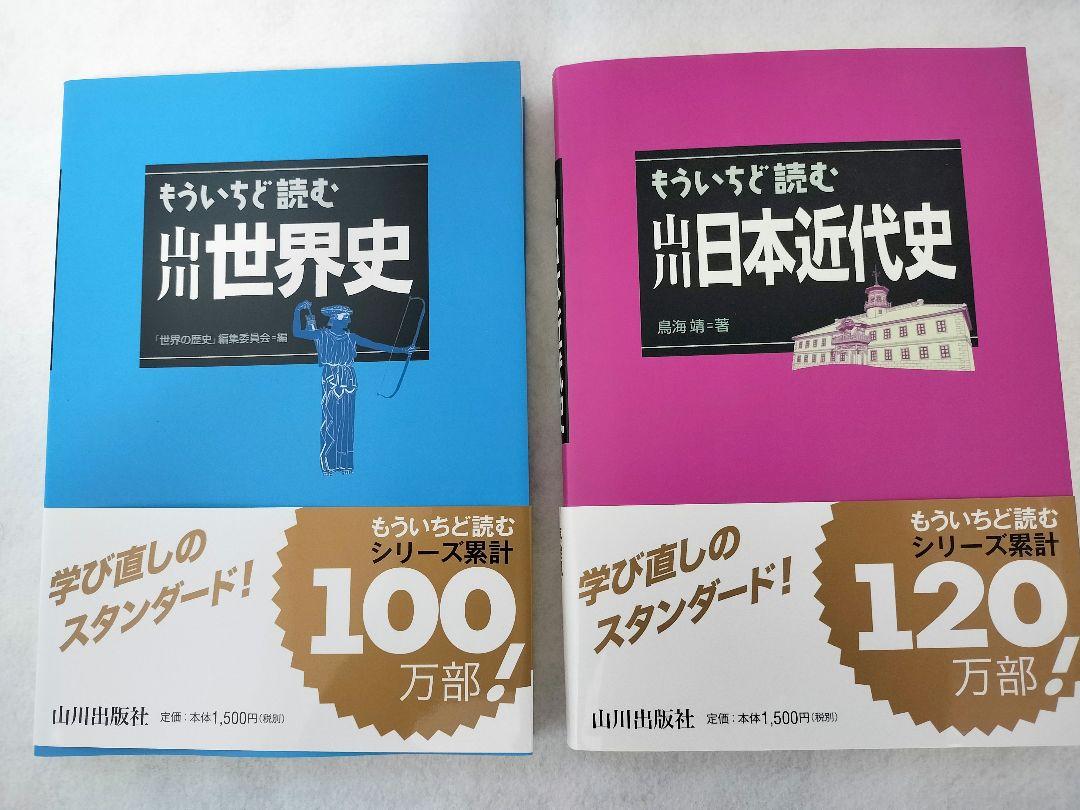 もういちど読む
山川 世界史
「世界の歴史」編集委員会=編
学び直しの
スタンダード!
もういちど読む
シリーズ累計
100
万部!
山川出版社 定価:本体1,500円(税別)
もういちど読む
山川 日本近代史
鳥海 靖=著
学び直しの
スタンダード!
もういちど読む
シリーズ累計
120
万部!
山川出版社 定価:本体1,500円(税別)